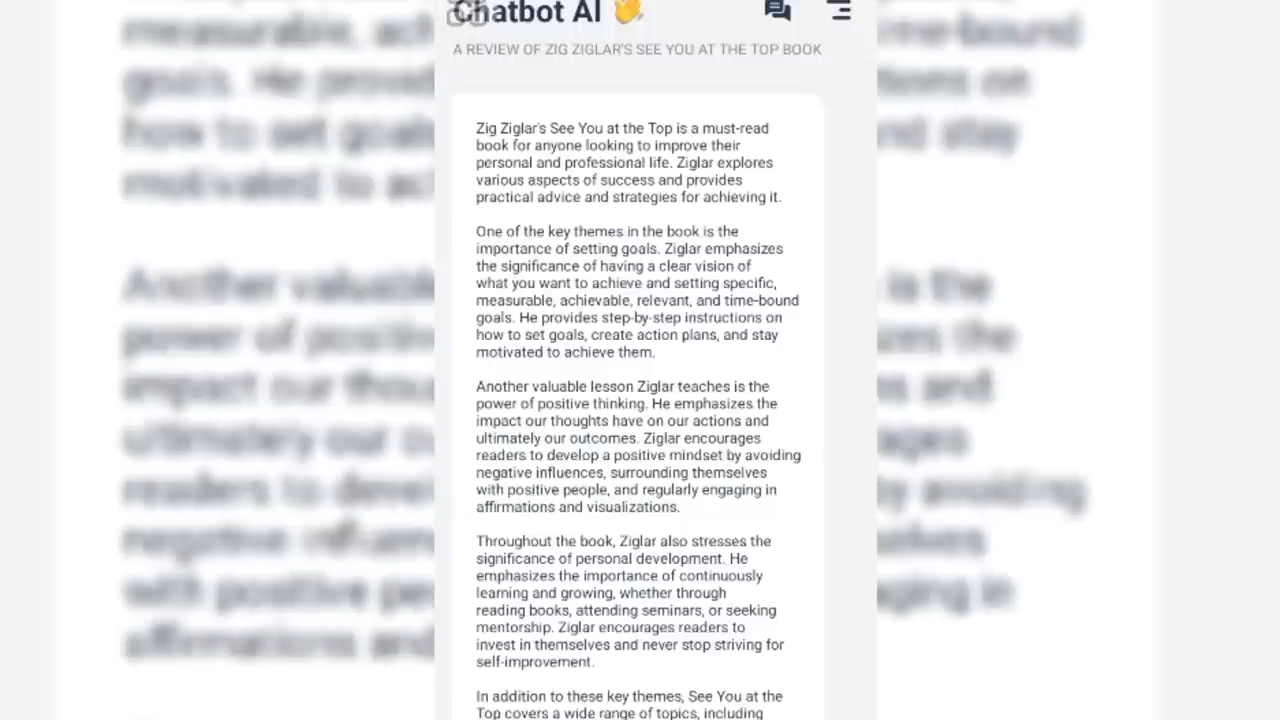 Chatbot AI 👋
A REVIEW OF ZIG ZIGLAR'S SEE YOU AT THE TOP BOOK
Zig Ziglar's See You at the Top is a must-read
book for anyone looking to improve their
personal and professional life. Ziglar explores
various aspects of success and provides
practical advice and strategies for achieving it.
One of the key themes in the book is the
importance of setting goals. Ziglar emphasizes
the significance of having a clear vision of
what you want to achieve and setting specific,
measurable, achievable, relevant, and time-bound
goals. He provides step-by-step instructions on
how to set goals, create action plans, and stay
motivated to achieve them.
Another valuable lesson Ziglar teaches is the
power of positive thinking. He emphasizes the
impact our thoughts have on our actions and
ultimately our outcomes. Ziglar encourages
readers to develop a positive mindset by avoiding
negative influences, surrounding themselves
with positive people, and regularly engaging in
affirmations and visualizations.
Throughout the book, Ziglar also stresses the
significance of personal development. He
emphasizes the importance of continuously
learning and growing, whether through
reading books, attending seminars, or seeking
mentorship. Ziglar encourages readers to
invest in themselves and never stop striving for
self-improvement.
In addition to these key themes, See You at the
Top covers a wide range of topics, including